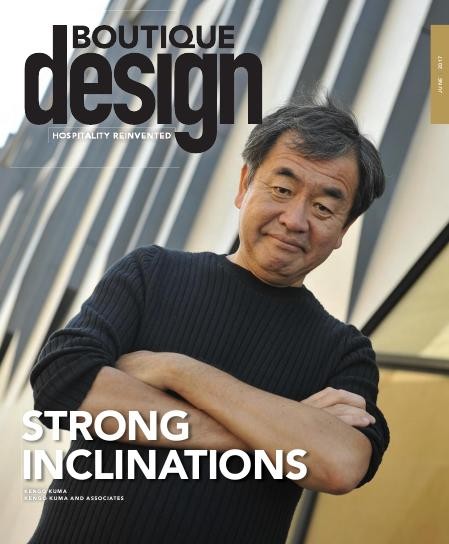 BOUTIQUE
design
HOSPITALITY REINVENTED
JUNE 2017
STRONG
INCLINATIONS
KENGO KUMA
KENGO KUMA AND ASSOCIATES